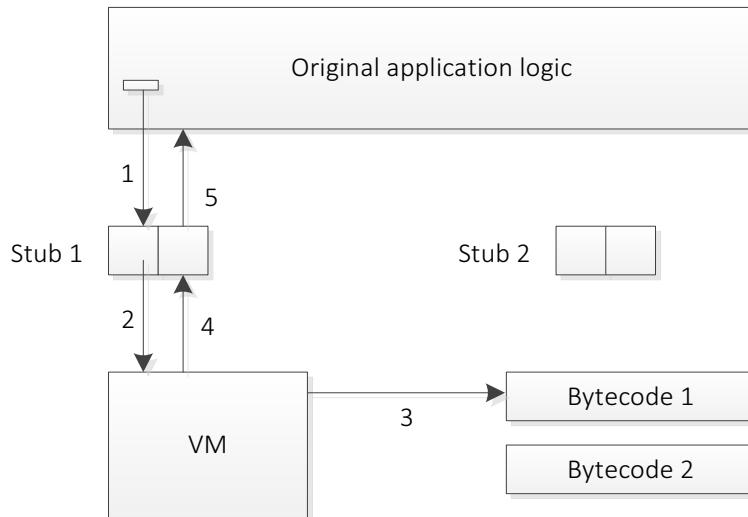 Original application logic
1
5
Stub 1
Stub 2
2
4
3
Bytecode 1
VM
Bytecode 2